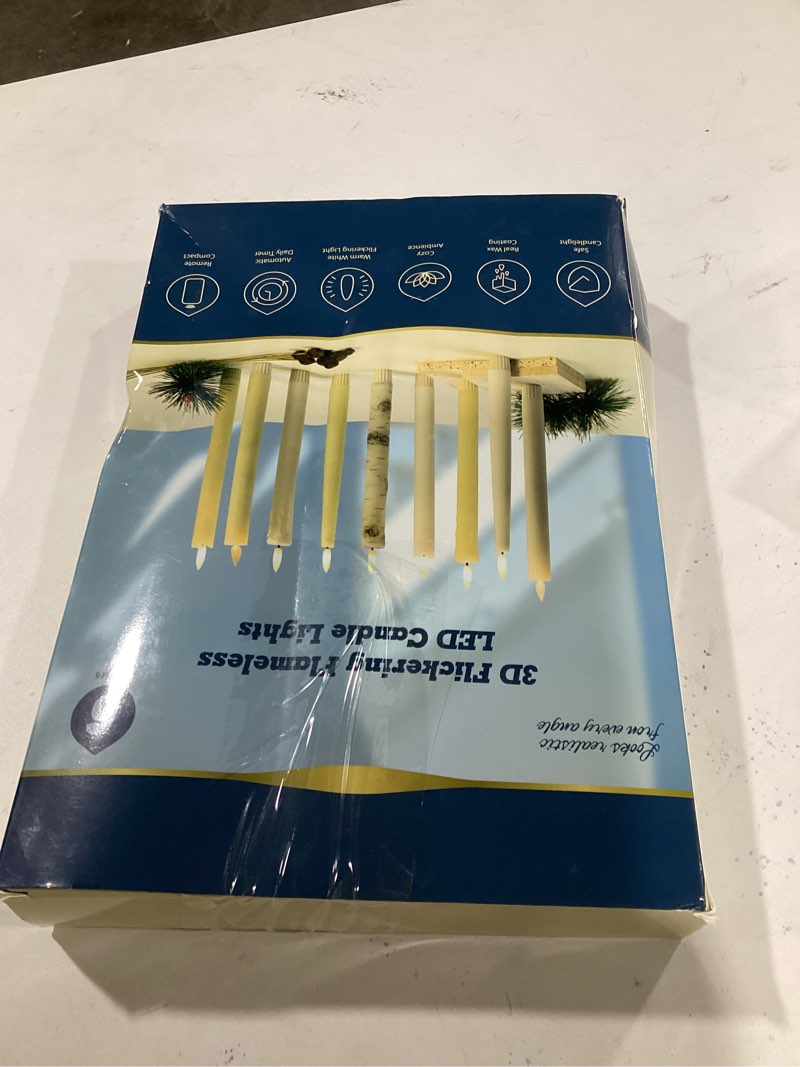 Looks realistic
from every angle
3D Flickering Flameless
LED Candle Lights
Safe
Candlelight
Real Wax
Coating
Cozy
Ambience
Warm White
Flickering Light
Automatic
Daily Timer
Remote
Compact